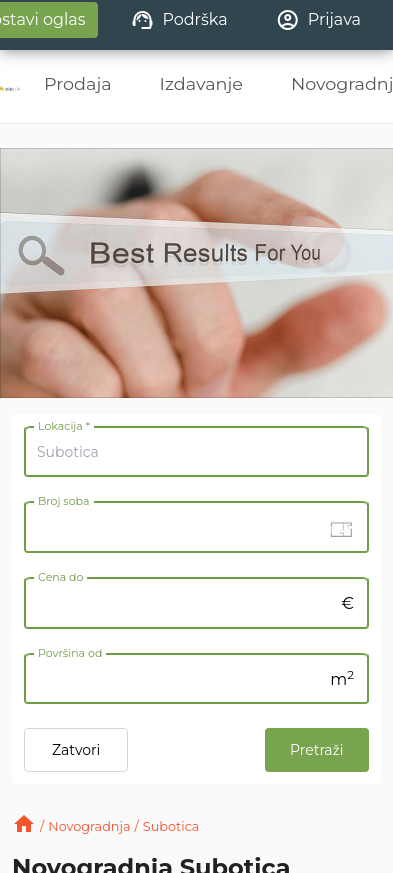 ostavi oglas Podrška Prijava
Prodaja Izdavanje Novogradnj
Best Results For You
Lokacija *
Subotica
Broj soba
Cena do
€
Površina od
m²
Zatvori Pretraži
/ Novogradnja / Subotica
Novogradnja Subotica